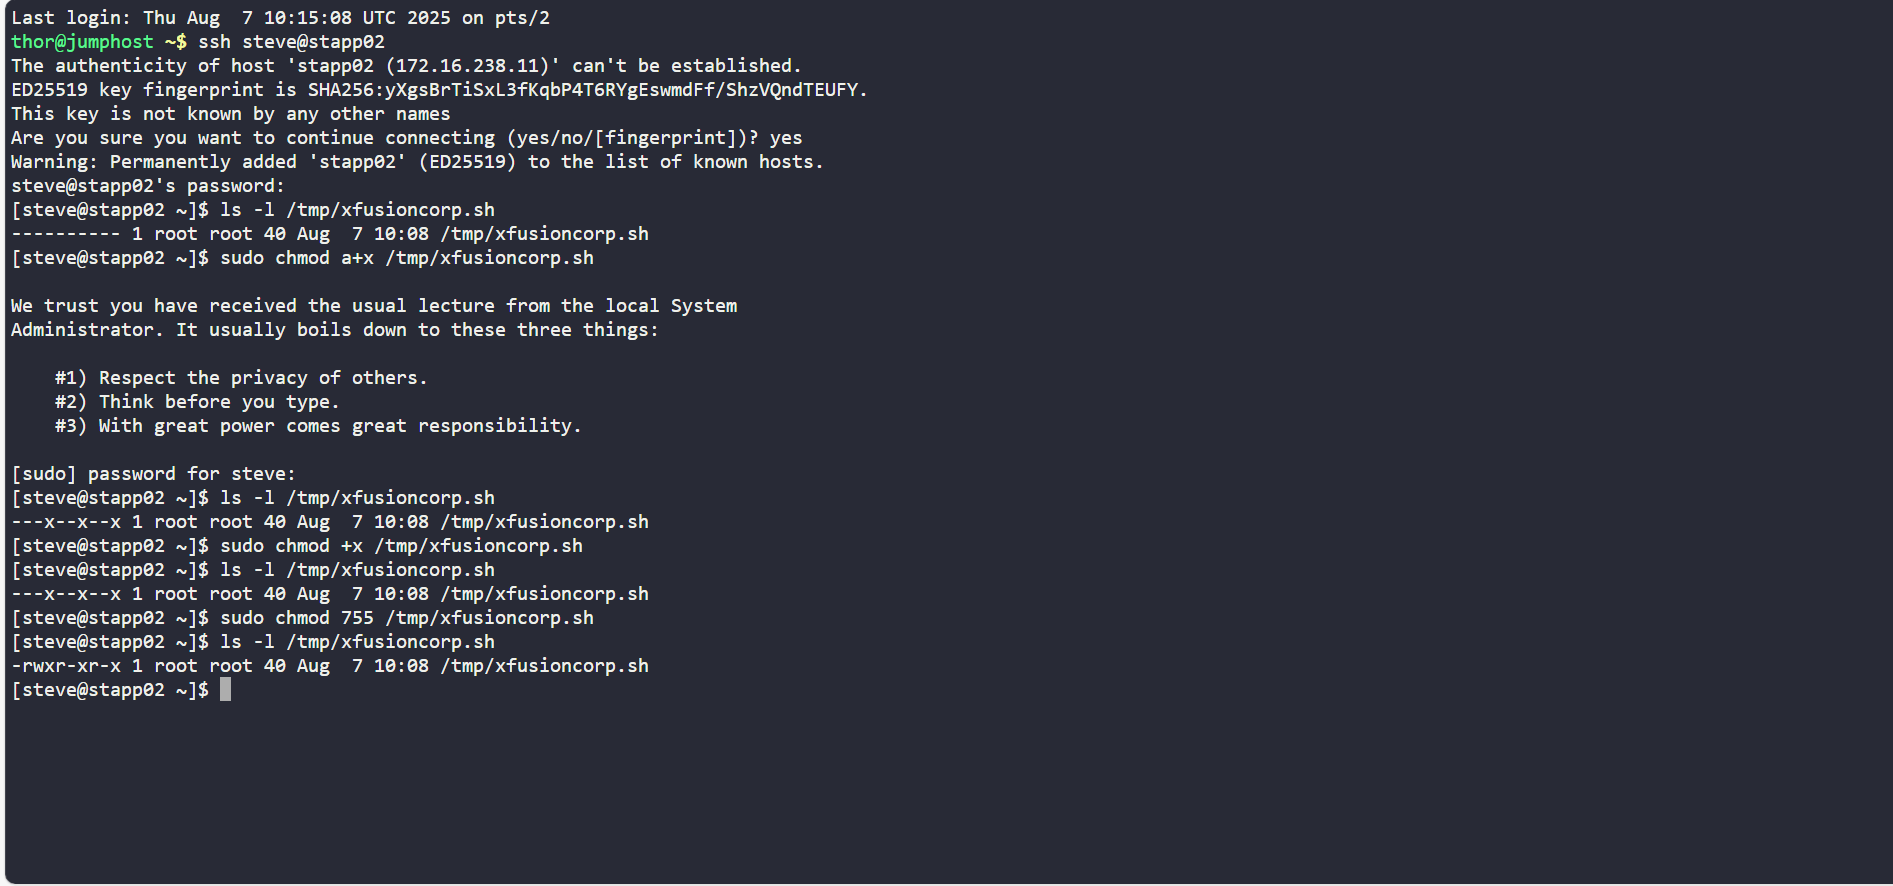 Last login: Thu Aug  7 10:15:08 UTC 2025 on pts/2
thor@jumphost ~$ ssh steve@stapp02
The authenticity of host 'stapp02 (172.16.238.11)' can't be established.
ED25519 key fingerprint is SHA256:yXgsBrTiSxL3fKqbP4T6RYgEswmdFf/ShzVQndTEUFY.
This key is not known by any other names
Are you sure you want to continue connecting (yes/no/[fingerprint])? yes
Warning: Permanently added 'stapp02' (ED25519) to the list of known hosts.
steve@stapp02's password:
[steve@stapp02 ~]$ ls -l /tmp/xfusioncorp.sh
---------- 1 root root 40 Aug  7 10:08 /tmp/xfusioncorp.sh
[steve@stapp02 ~]$ sudo chmod a+x /tmp/xfusioncorp.sh

We trust you have received the usual lecture from the local System
Administrator. It usually boils down to these three things:

    #1) Respect the privacy of others.
    #2) Think before you type.
    #3) With great power comes great responsibility.

[sudo] password for steve:
[steve@stapp02 ~]$ ls -l /tmp/xfusioncorp.sh
---x--x--x 1 root root 40 Aug  7 10:08 /tmp/xfusioncorp.sh
[steve@stapp02 ~]$ sudo chmod +x /tmp/xfusioncorp.sh
[steve@stapp02 ~]$ ls -l /tmp/xfusioncorp.sh
---x--x--x 1 root root 40 Aug  7 10:08 /tmp/xfusioncorp.sh
[steve@stapp02 ~]$ sudo chmod 755 /tmp/xfusioncorp.sh
[steve@stapp02 ~]$ ls -l /tmp/xfusioncorp.sh
-rwxr-xr-x 1 root root 40 Aug  7 10:08 /tmp/xfusioncorp.sh
[steve@stapp02 ~]$